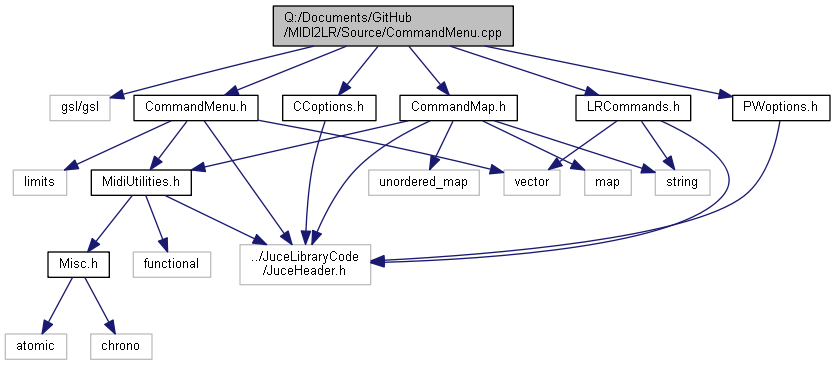 Q:/Documents/GitHub
/MIDI2LR/Source/CommandMenu.cpp
gsl/gsl
CommandMenu.h
CCoptions.h
CommandMap.h
LRCommands.h
PWoptions.h
limits
MidiUtilities.h
unordered_map
vector
map
string
Misc.h
functional
../JuceLibraryCode
/JuceHeader.h
atomic
chrono